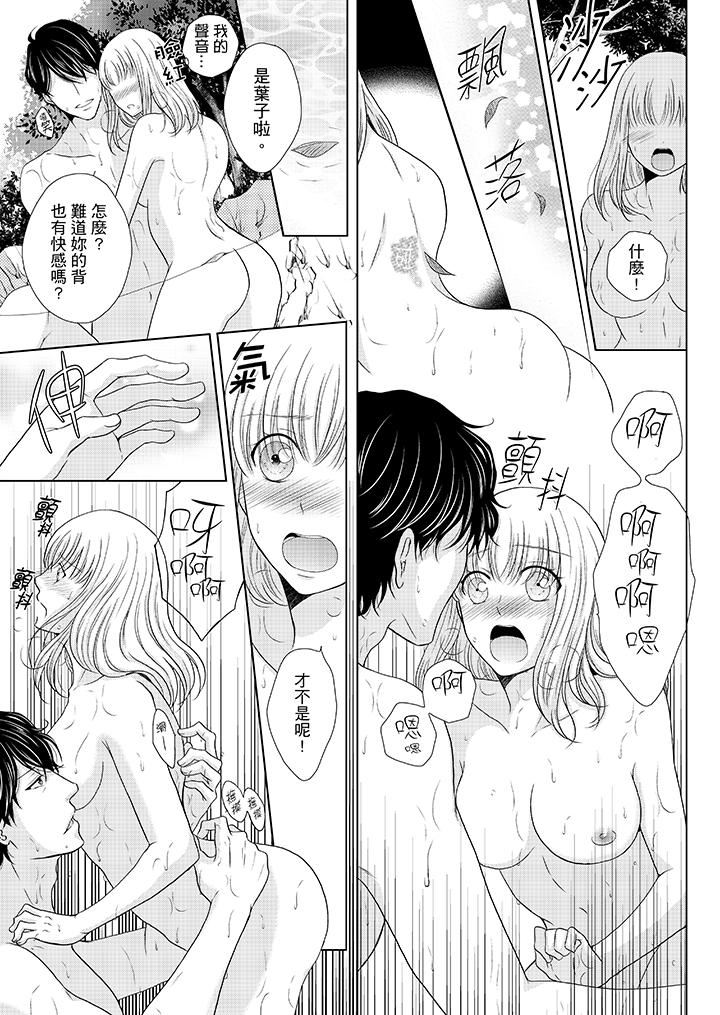 沙沙
什麼！
飄落
啊
啊啊啊嗯
顫抖
啊
嗯
嗯
是葉子啦。
我的
聲音…
臉紅
怎麼？
難道妳的背
也有快感嗎？
氣
才不是呢！
伸
呀啊啊
顫抖
顫抖